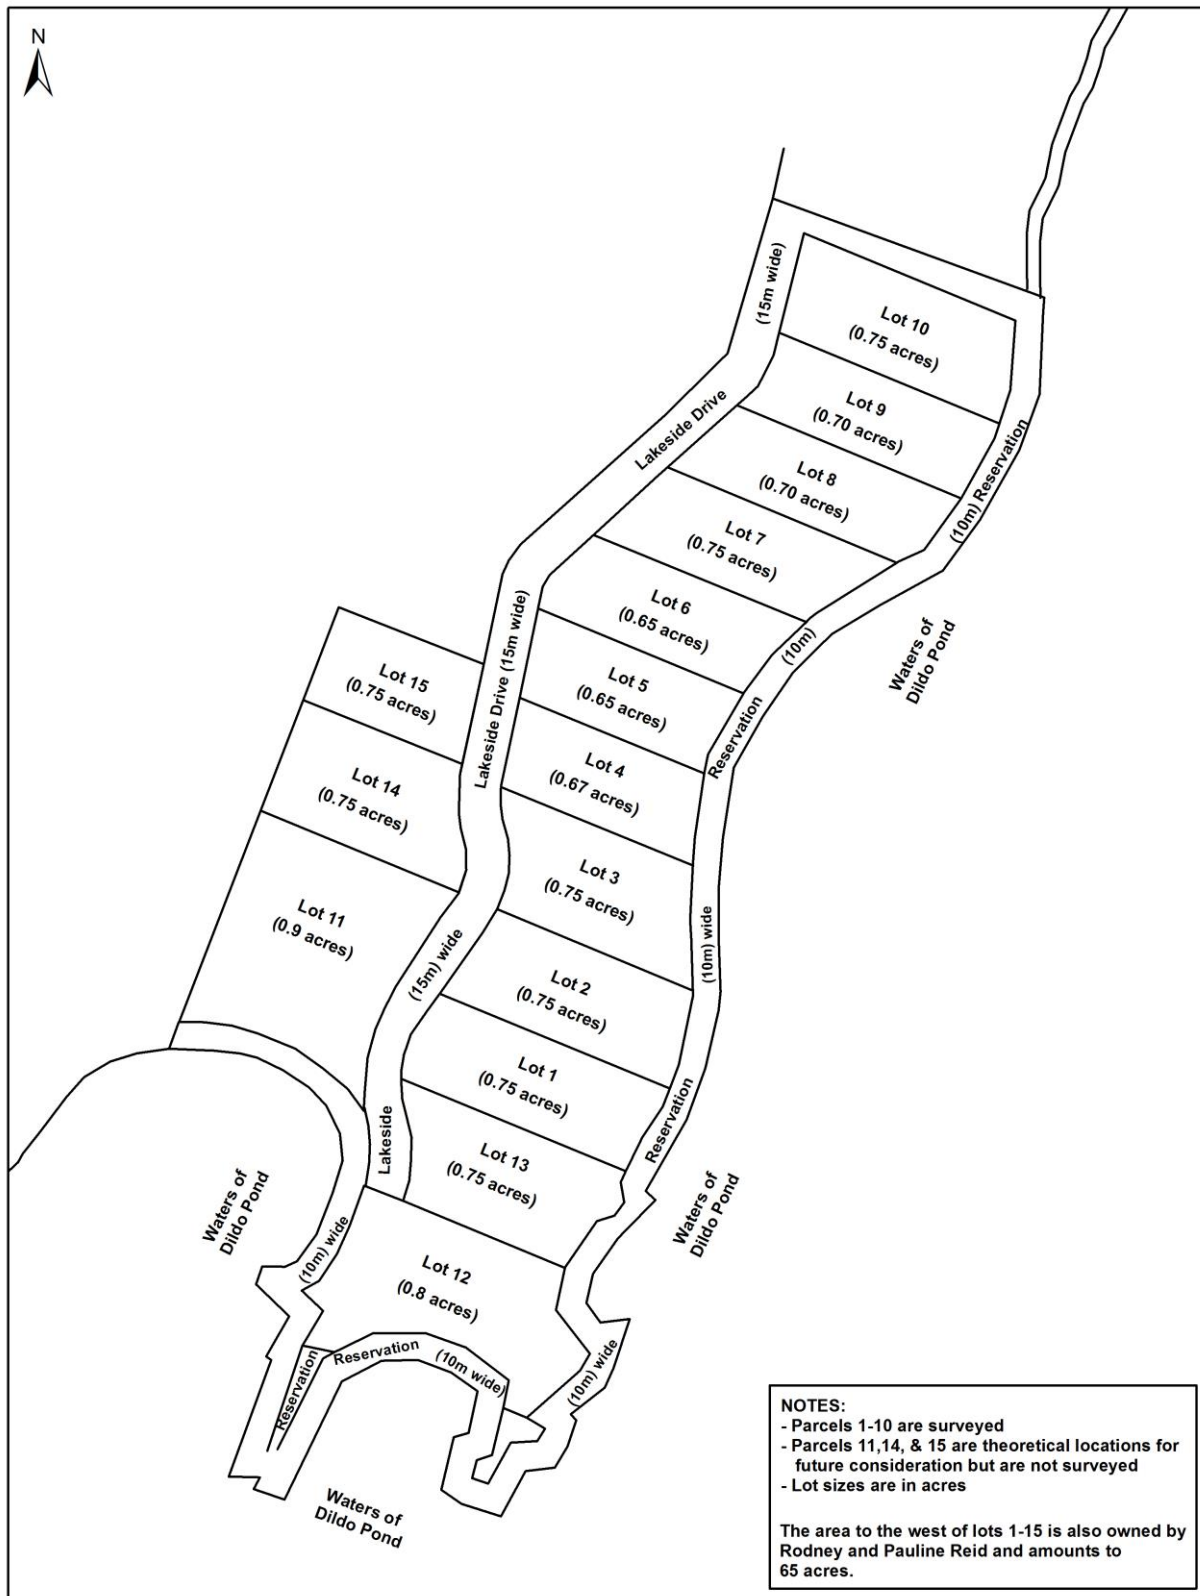 N
(15m wide)
Lot 10
(0.75 acres)
Lot 9
(0.70 acres)
Lakeside Drive
Lot 8
(0.70 acres)
(10m) Reservation
Lot 7
(0.75 acres)
Lot 6
(0.65 acres)
(10m)
Waters of
Dildo Pond
Lakeside Drive (15m wide)
Lot 15
(0.75 acres)
Lot 5
(0.65 acres)
Reservation
Lot 4
(0.67 acres)
Lot 14
(0.75 acres)
Lot 3
(0.75 acres)
Lot 11
(0.9 acres)
(15m) wide
(10m) wide
Lot 2
(0.75 acres)
Lot 1
(0.75 acres)
Reservation
Lakeside
Lot 13
(0.75 acres)
Waters of
Dildo Pond
Waters of
Dildo Pond
(10m) wide
Lot 12
(0.8 acres)
Reservation
Reservation
(10m wide)
(10m) wide
Waters of
Dildo Pond
NOTES:
- Parcels 1-10 are surveyed
- Parcels 11,14, & 15 are theoretical locations for
future consideration but are not surveyed
- Lot sizes are in acres
The area to the west of lots 1-15 is also owned by
Rodney and Pauline Reid and amounts to
65 acres.